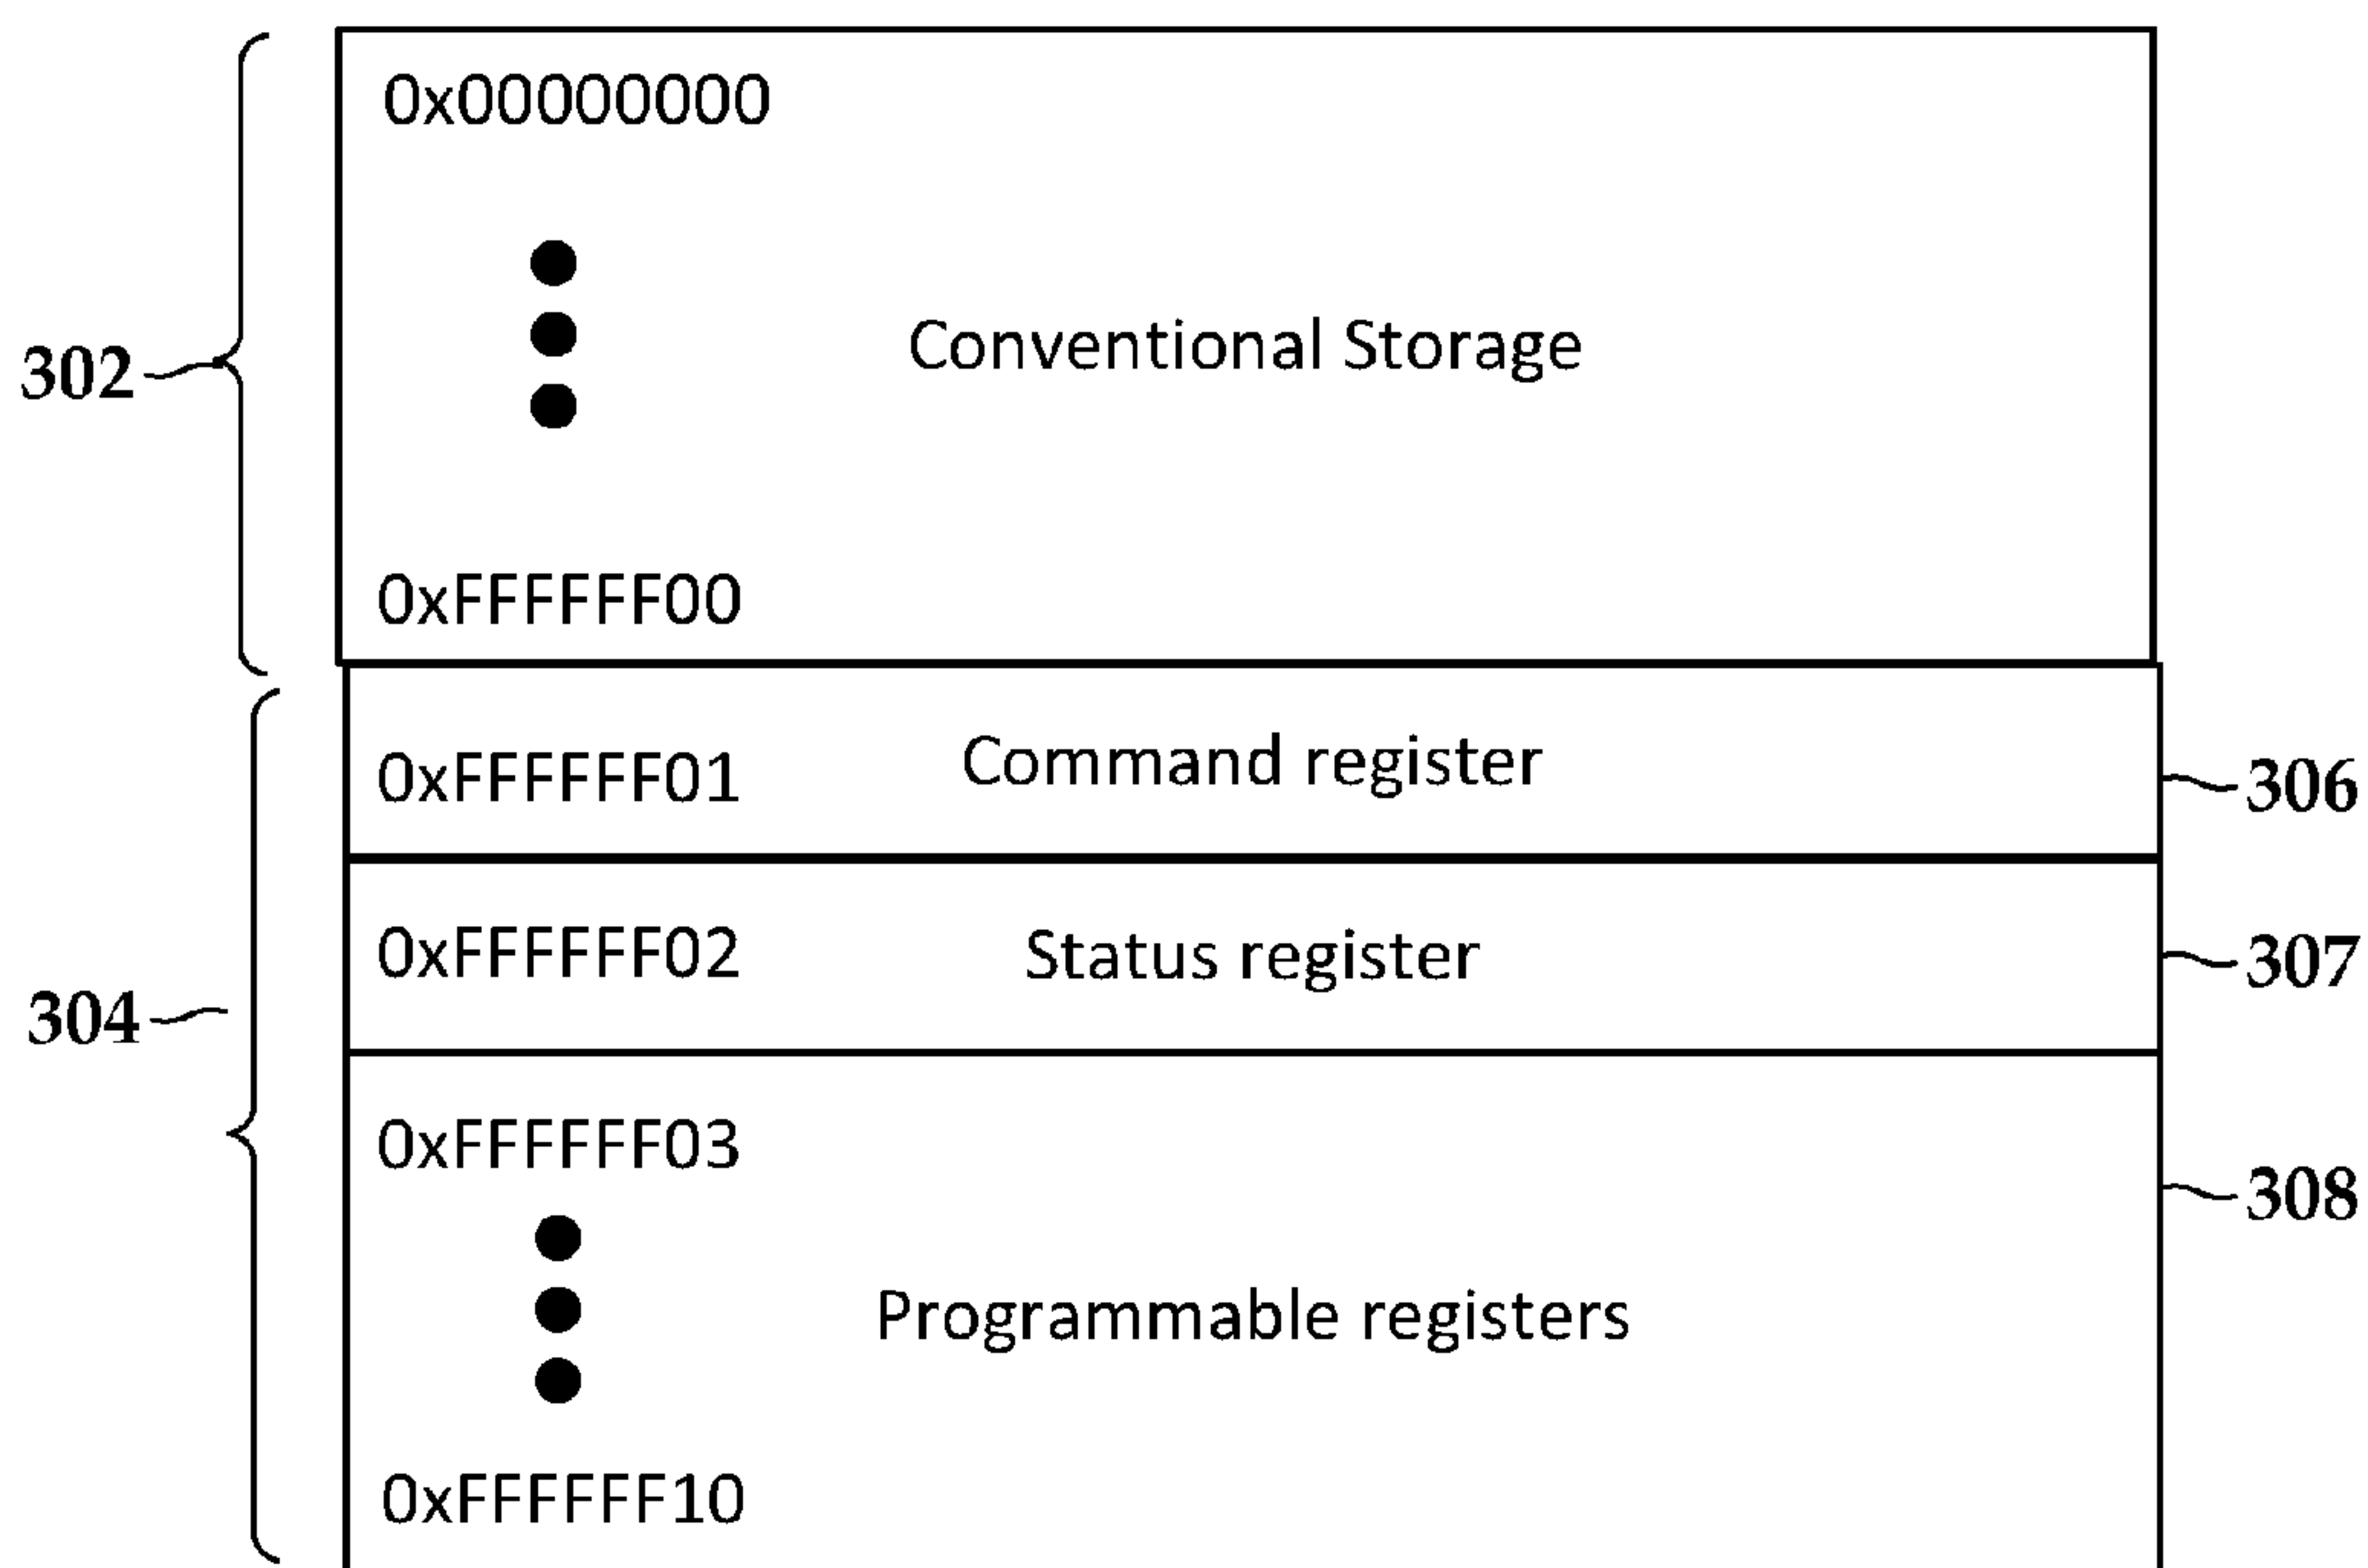 0x00000000
302
Conventional Storage
0xFFFFFF00
0xFFFFFF01
Command register
306
0xFFFFFF02
Status register
307
304
0xFFFFFF03
308
Programmable registers
0xFFFFFF10